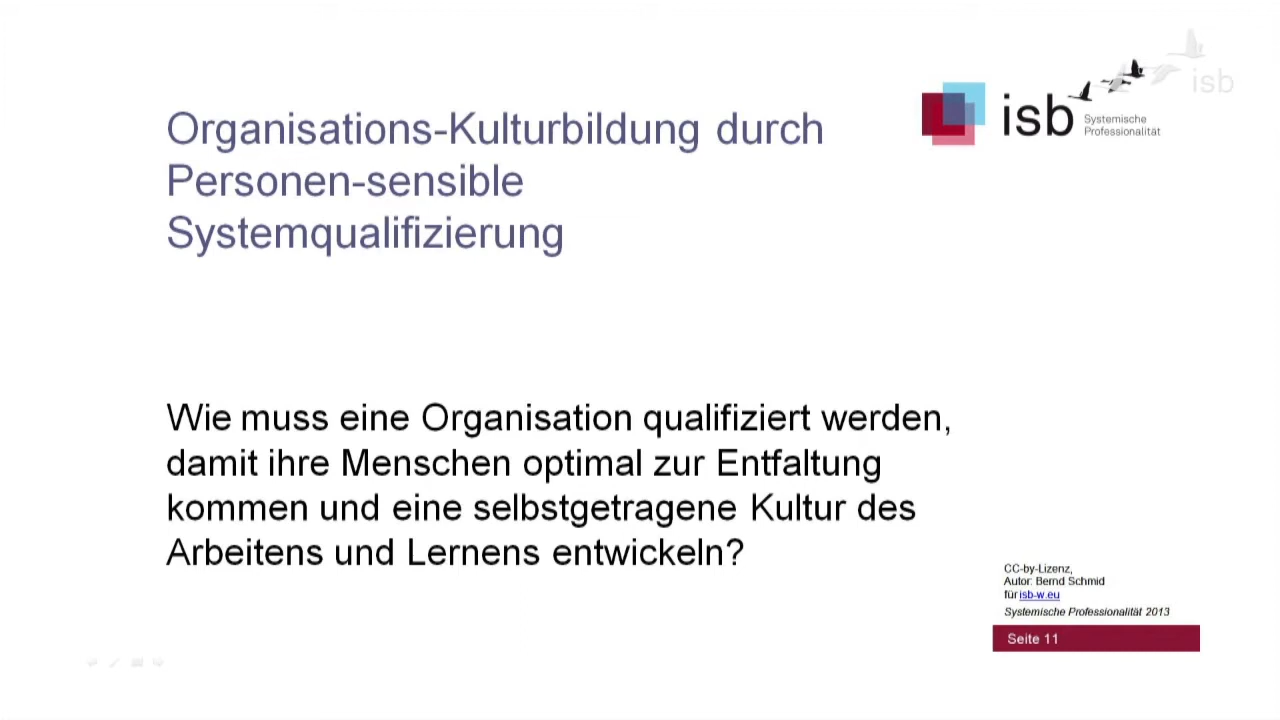 Organisations-Kulturbildung durch
Personen-sensible
Systemqualifizierung
isb
Systemische
Professionalität
isb
Wie muss eine Organisation qualifiziert werden,
damit ihre Menschen optimal zur Entfaltung
kommen und eine selbstgetragene Kultur des
Arbeitens und Lernens entwickeln?
CC-by-Lizenz,
Autor: Bernd Schmid
für isb-w.eu
Systemische Professionalität 2013
Seite 11